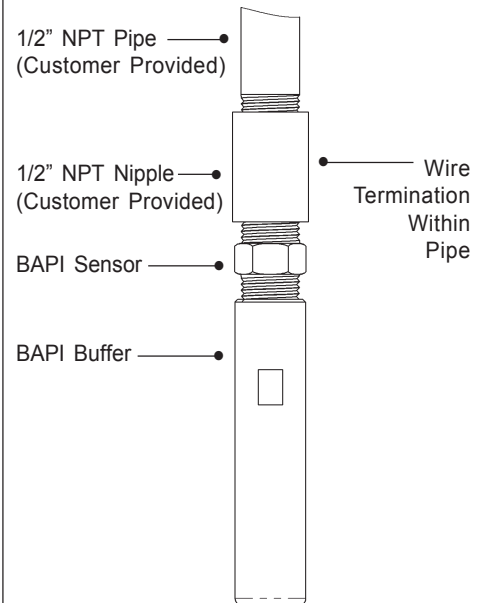 1/2” NPT Pipe
(Customer Provided)
1/2” NPT Nipple
(Customer Provided)
Wire
Termination
Within
Pipe
BAPI Sensor
BAPI Buffer